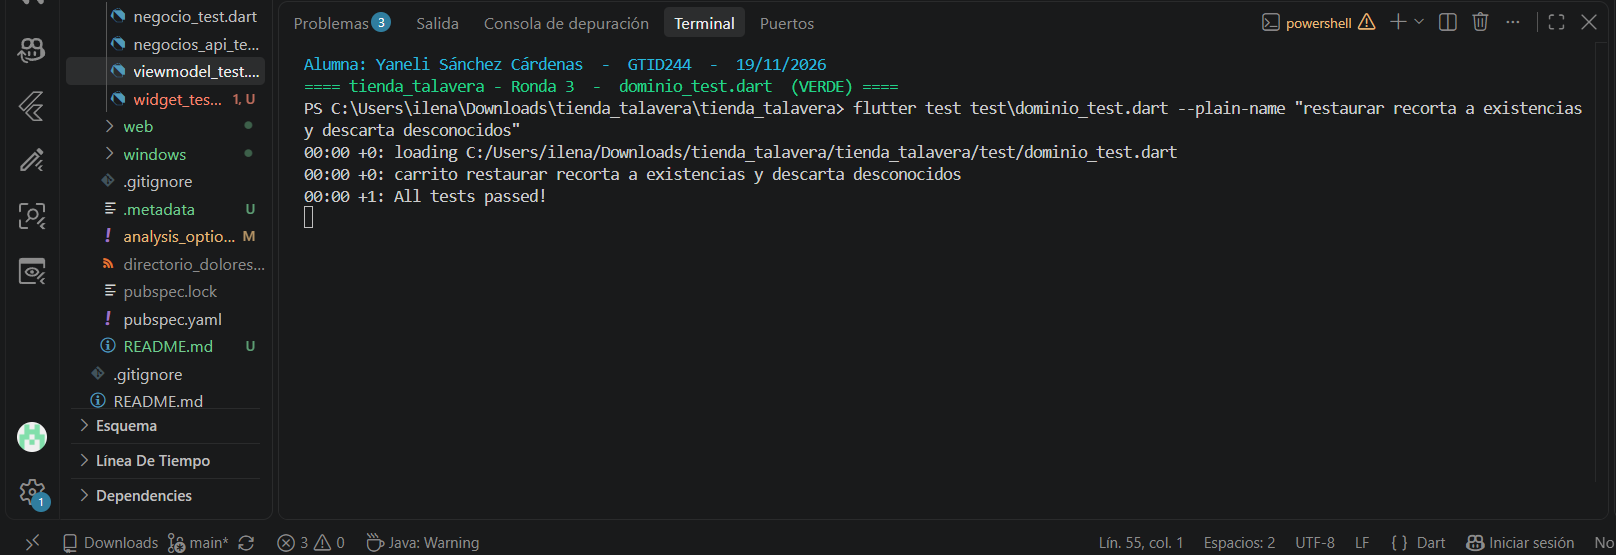 negocio_test.dart
negocios_api_te...
viewmodel_test....
widget_tes... 1, U
web
windows
.gitignore
.metadata U
analysis_optio... M
directorio_dolores...
pubspec.lock
pubspec.yaml
README.md U
.gitignore
README.md
Esquema
Línea De Tiempo
Dependencies
1
Problemas 3 Salida Consola de depuración Terminal Puertos
powershell
Alumna: Yaneli Sánchez Cárdenas - GTID244 - 19/11/2026
==== tienda_talavera - Ronda 3 - dominio_test.dart (VERDE) ====
PS C:\Users\ilena\Downloads\tienda_talavera\tienda_talavera> flutter test test\dominio_test.dart --plain-name "restaurar recorta a existencias
y descarta desconocidos"
00:00 +0: loading C:/Users/ilena/Downloads/tienda_talavera/tienda_talavera/test/dominio_test.dart
00:00 +0: carrito restaurar recorta a existencias y descarta desconocidos
00:00 +1: All tests passed!
Downloads main* 3 0 Java: Warning Lín. 55, col. 1 Espacios: 2 UTF-8 LF { } Dart Iniciar sesión No